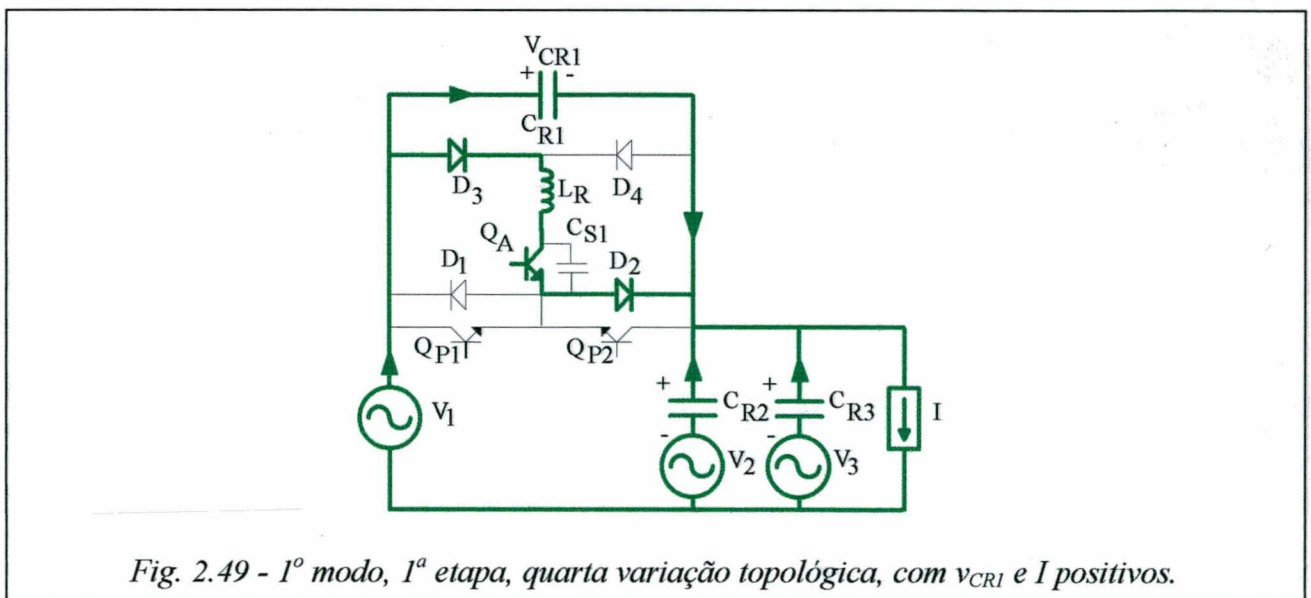 V_CR1
+ -
C_R1
D_3 L_R D_4
Q_A C_S1
D_1 D_2
Q_P1 Q_P2
V_1
+ C_R2 + C_R3 I
- V_2 - V_3
Fig. 2.49 - 1º modo, 1ª etapa, quarta variação topológica, com v_CR1 e I positivos.